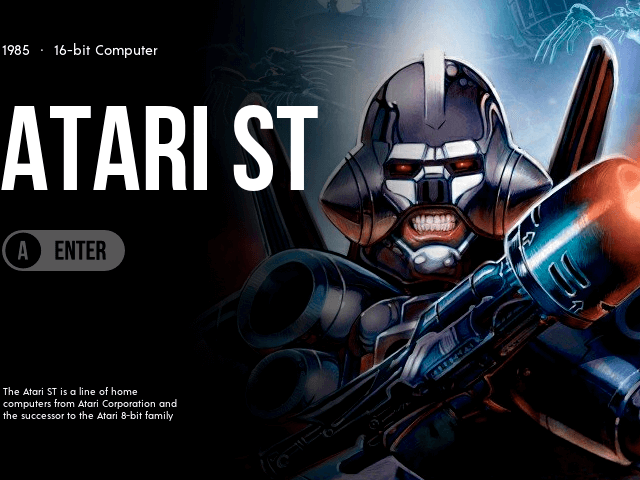 1985 · 16-bit Computer
ATARI ST
A ENTER
The Atari ST is a line of home
computers from Atari Corporation and
the successor to the Atari 8-bit family